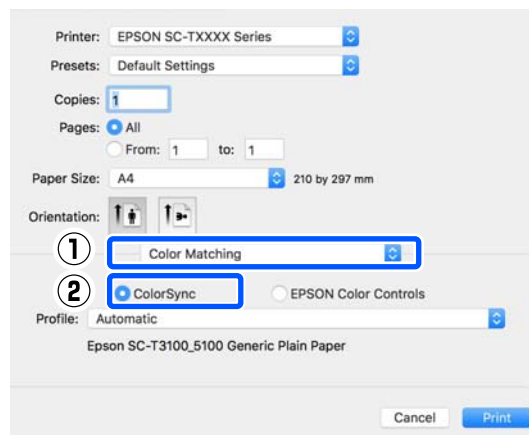 Printer: EPSON SC-TXXXX Series
Presets: Default Settings
Copies: 1
Pages: All
From: 1 to: 1
Paper Size: A4 210 by 297 mm
Orientation:
1 Color Matching
2 ColorSync EPSON Color Controls
Profile: Automatic
Epson SC-T3100_5100 Generic Plain Paper
Cancel Print